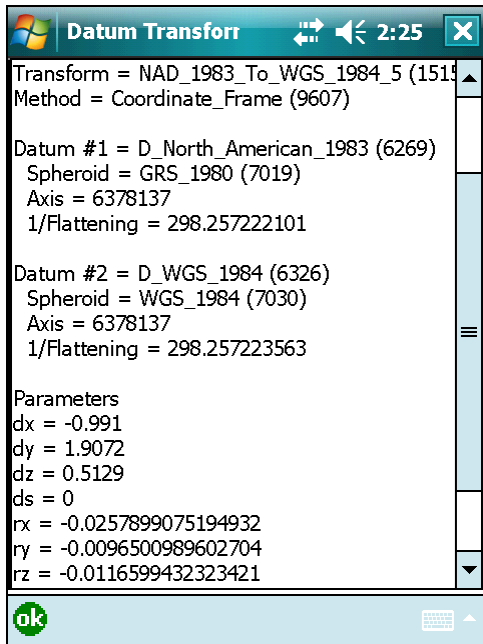 Datum Transforr
2:25
Transform = NAD_1983_To_WGS_1984_5 (1515
Method = Coordinate_Frame (9607)
Datum #1 = D_North_American_1983 (6269)
Spheroid = GRS_1980 (7019)
Axis = 6378137
1/Flattening = 298.257222101
Datum #2 = D_WGS_1984 (6326)
Spheroid = WGS_1984 (7030)
Axis = 6378137
1/Flattening = 298.257223563
Parameters
dx = -0.991
dy = 1.9072
dz = 0.5129
ds = 0
rx = -0.0257899075194932
ry = -0.0096500989602704
rz = -0.0116599432323421
ok